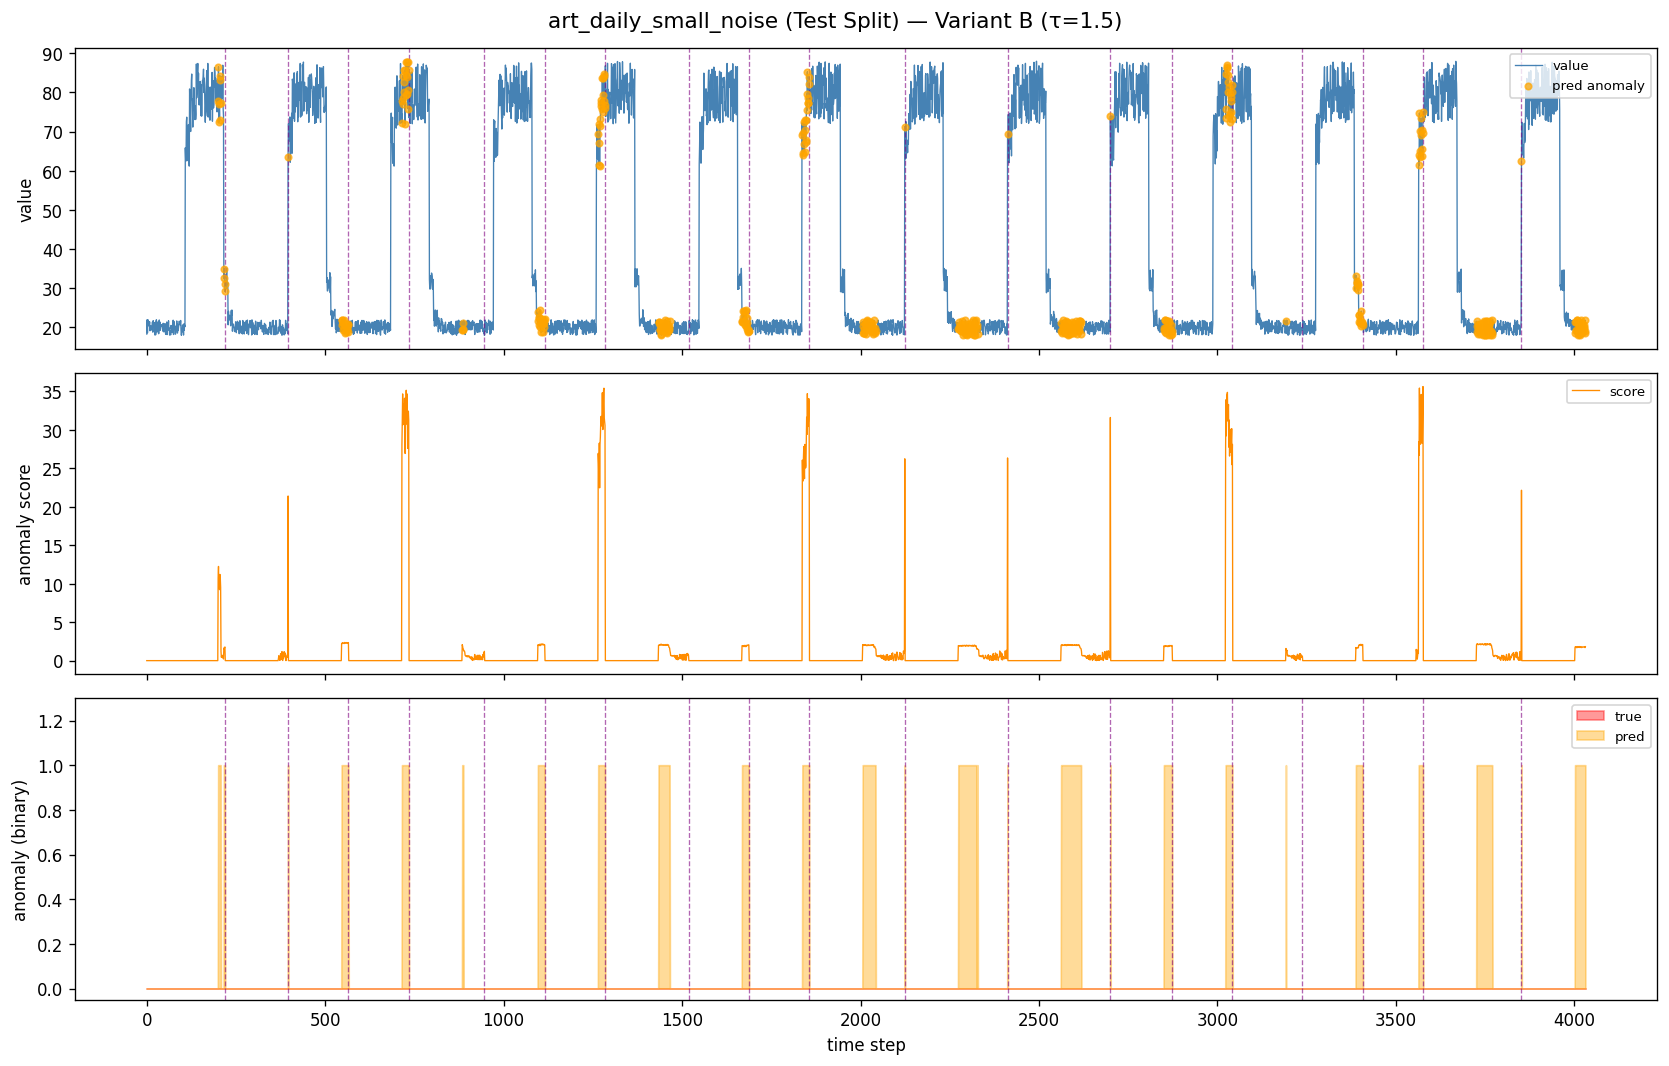 art_daily_small_noise (Test Split) — Variant B (τ=1.5)
90
80
70
60
50
40
30
20
value
value
pred anomaly
35
30
25
20
15
10
5
0
anomaly score
score
1.2
1.0
0.8
0.6
0.4
0.2
0.0
anomaly (binary)
true
pred
0 500 1000 1500 2000 2500 3000 3500 4000
time step